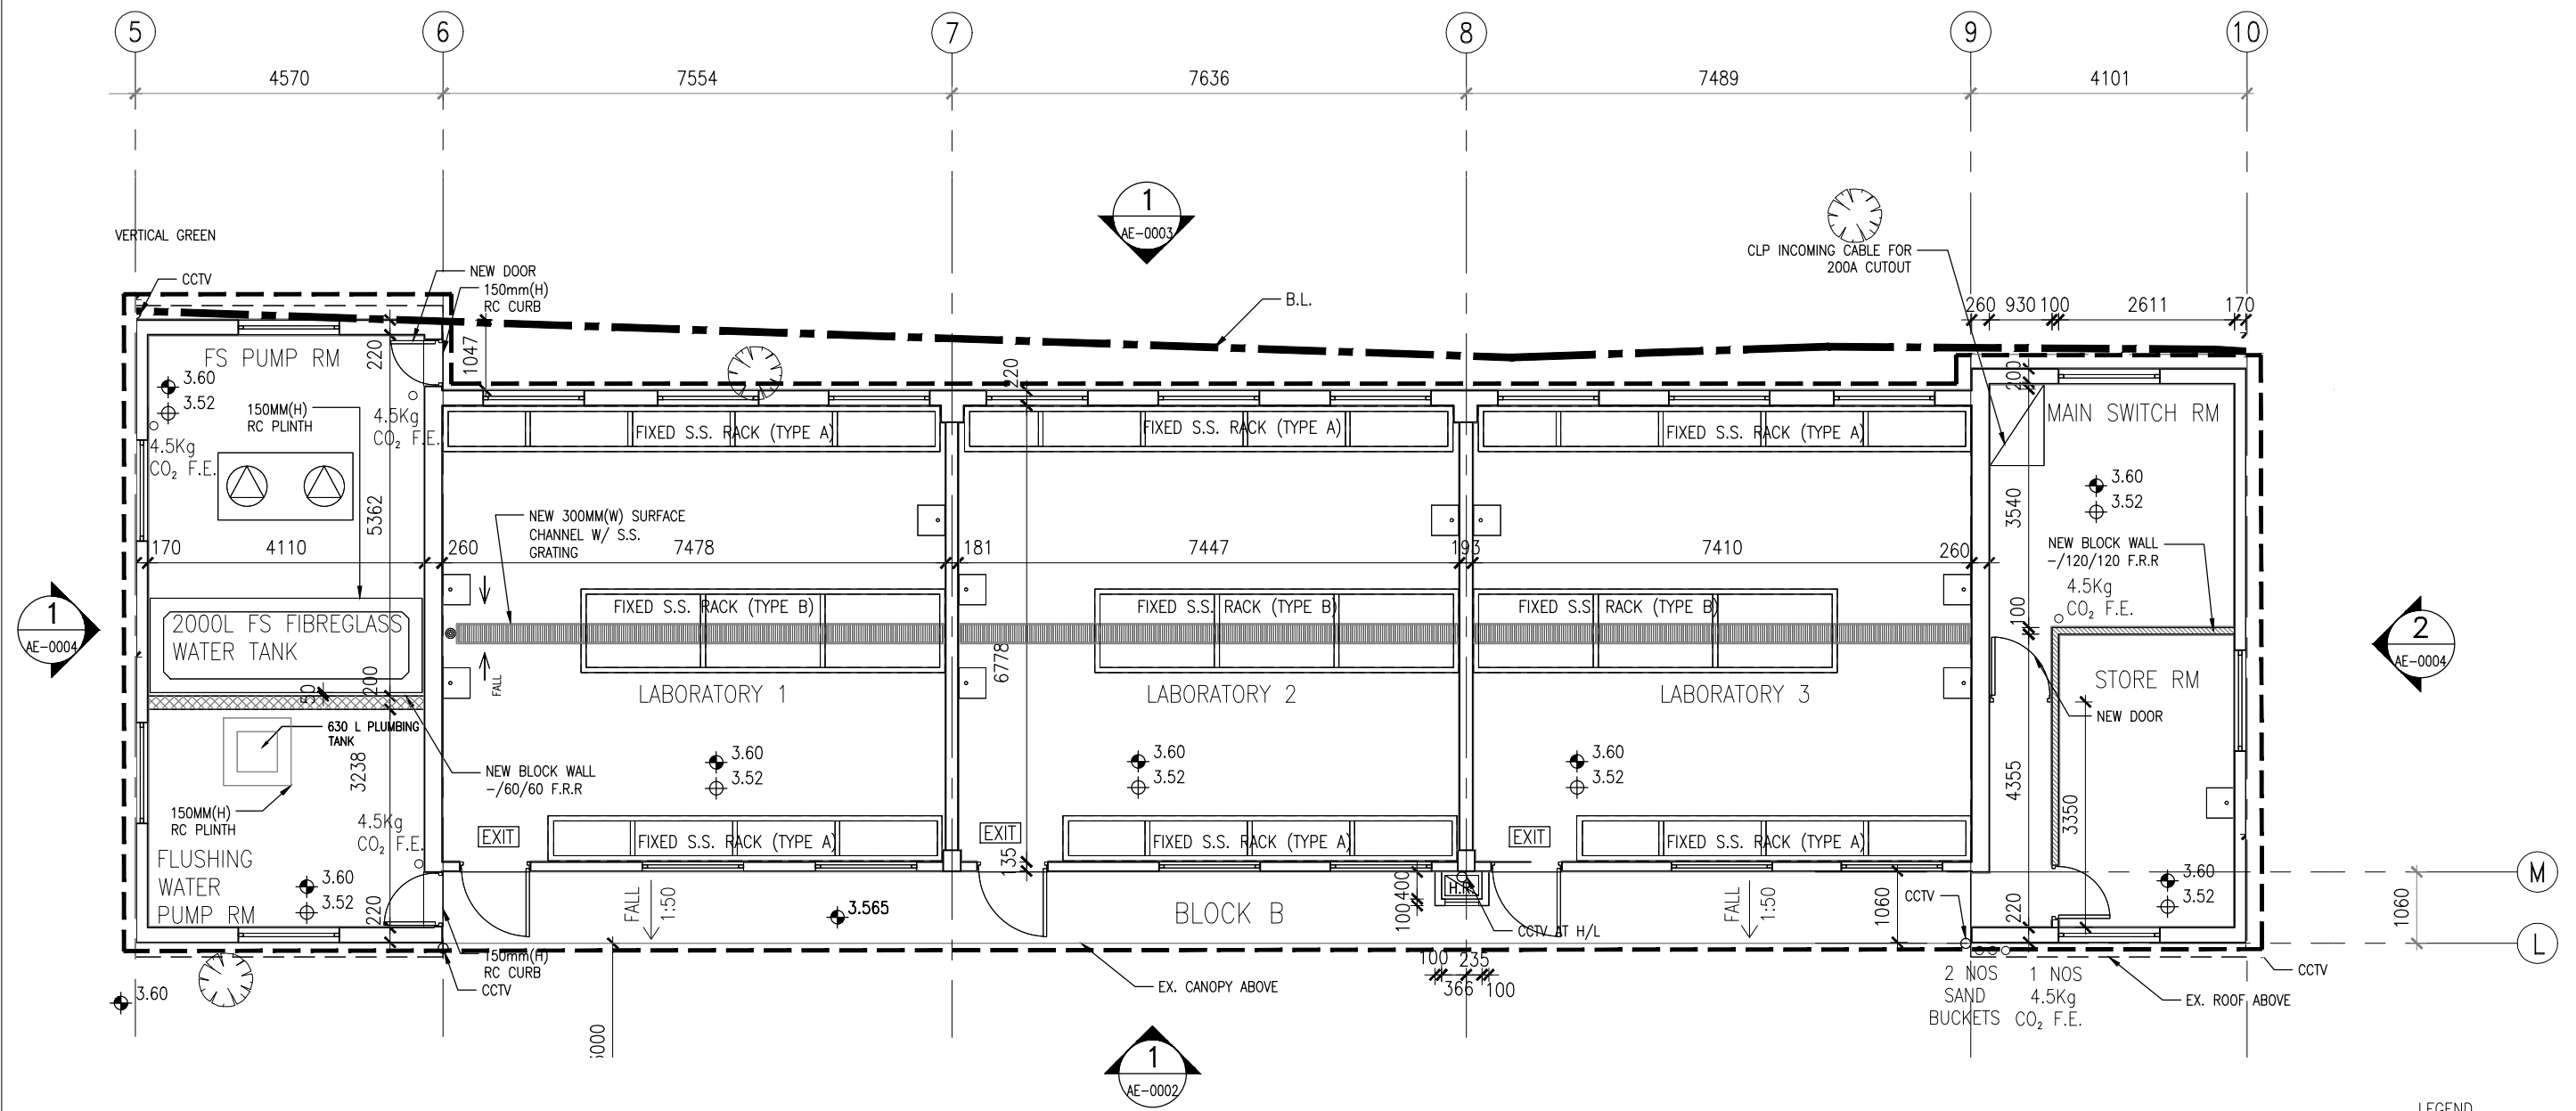 5
6
7
8
9
10
4570
7554
7636
7489
4101
1
AE-0003
VERTICAL GREEN
CCTV
NEW DOOR
150mm(H)
RC CURB
B.L.
CLP INCOMING CABLE FOR
200A CUTOUT
260
930
100
2611
170
1047
220
220
200
FS PUMP RM
3.60
3.52
150MM(H)
RC PLINTH
4.5Kg
CO₂ F.E.
4.5Kg
CO₂ F.E.
FIXED S.S. RACK (TYPE A)
FIXED S.S. RACK (TYPE A)
FIXED S.S. RACK (TYPE A)
MAIN SWITCH RM
3.60
3.52
5362
3540
NEW 300MM(W) SURFACE
CHANNEL W/ S.S.
GRATING
170
4110
260
7478
181
7447
193
7410
260
NEW BLOCK WALL
-/120/120 F.R.R
4.5Kg
CO₂ F.E.
100
1
AE-0004
2
AE-0004
2000L FS FIBREGLASS
WATER TANK
FIXED S.S. RACK (TYPE B)
FIXED S.S. RACK (TYPE B)
FIXED S.S. RACK (TYPE B)
FALL
6778
50
200
LABORATORY 1
LABORATORY 2
LABORATORY 3
STORE RM
NEW DOOR
630 L PLUMBING
TANK
3238
NEW BLOCK WALL
-/60/60 F.R.R
3.60
3.52
3.60
3.52
3.60
3.52
4355
3350
150MM(H)
RC PLINTH
4.5Kg
CO₂ F.E.
EXIT
EXIT
EXIT
FIXED S.S. RACK (TYPE A)
FIXED S.S. RACK (TYPE A)
FIXED S.S. RACK (TYPE A)
135
FLUSHING
WATER
PUMP RM
3.60
3.52
220
FALL
1:50
3.565
BLOCK B
400
100
H.R.
FALL
1:50
1060
CCTV
220
3.60
3.52
M
1060
L
CCTV AT H/L
150mm(H)
RC CURB
CCTV
3.60
EX. CANOPY ABOVE
100
235
366
100
2 NOS
SAND
BUCKETS
1 NOS
4.5Kg
CO₂ F.E.
CCTV
EX. ROOF ABOVE
1
AE-0002